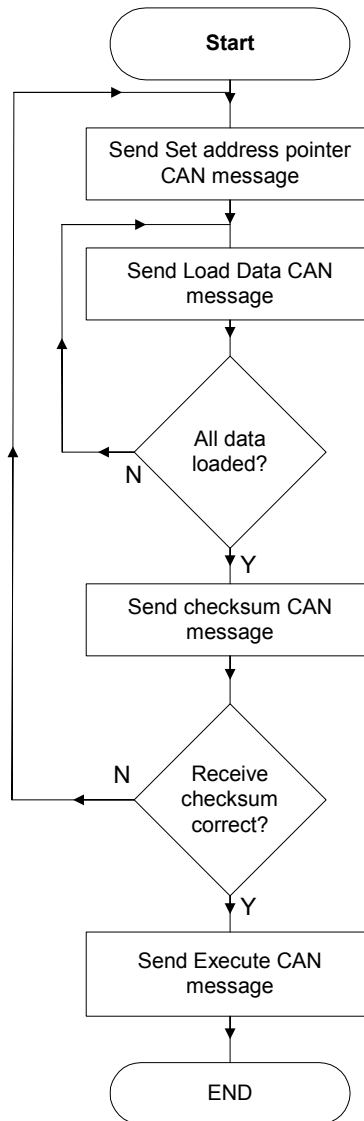 Start
Send Set address pointer
CAN message
Send Load Data CAN
message
All data
loaded?
N
Y
Send checksum CAN
message
N
Receive
checksum
correct?
Y
Send Execute CAN
message
END